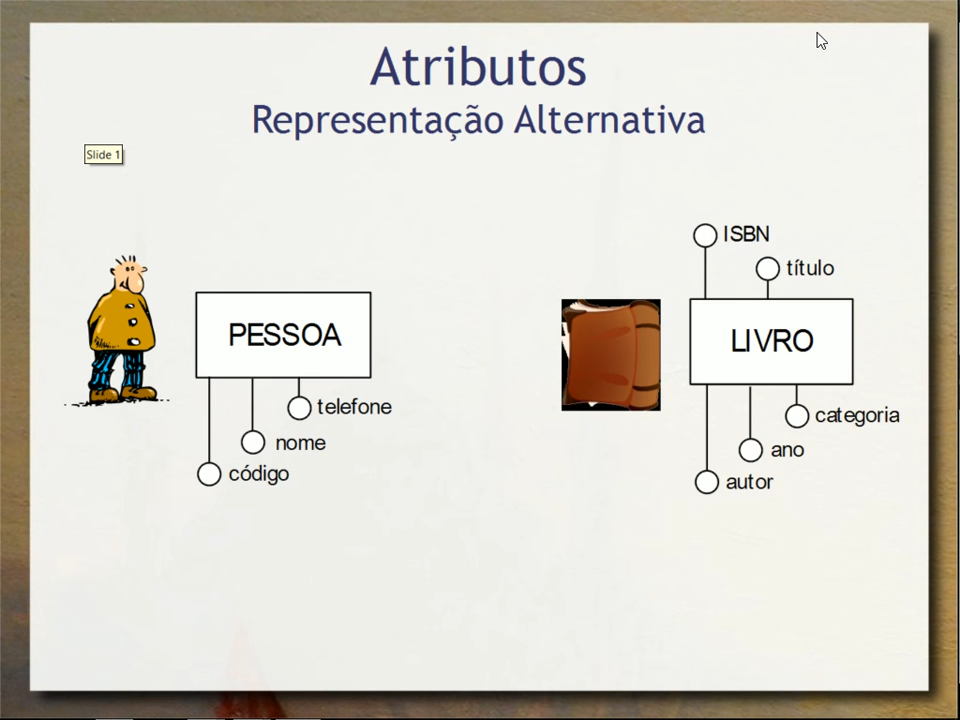 Atributos
Representação Alternativa
Slide 1
PESSOA
telefone
nome
código
ISBN
título
LIVRO
categoria
ano
autor